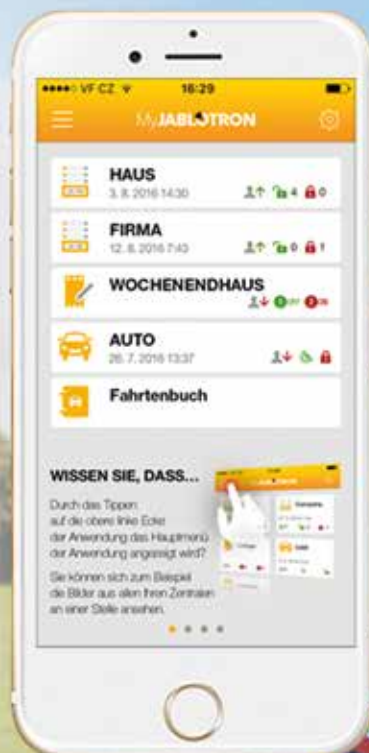 VF CZ 16:29
MyJABLOTRON
HAUS
3. 8. 2016 14:30 4 0
FIRMA
12. 8. 2016 7:43 0 1
WOCHENENDHAUS
AUTO
26. 7. 2016 13:37
Fahrtenbuch
WISSEN SIE, DASS...
Durch das Tippen
auf die obere linke Ecke
der Anwendung das Hauptmenü
der Anwendung angezeigt wird?
Sie können sich zum Beispiel
die Bilder aus allen Ihren Zentralen
an einer Stelle ansehen.